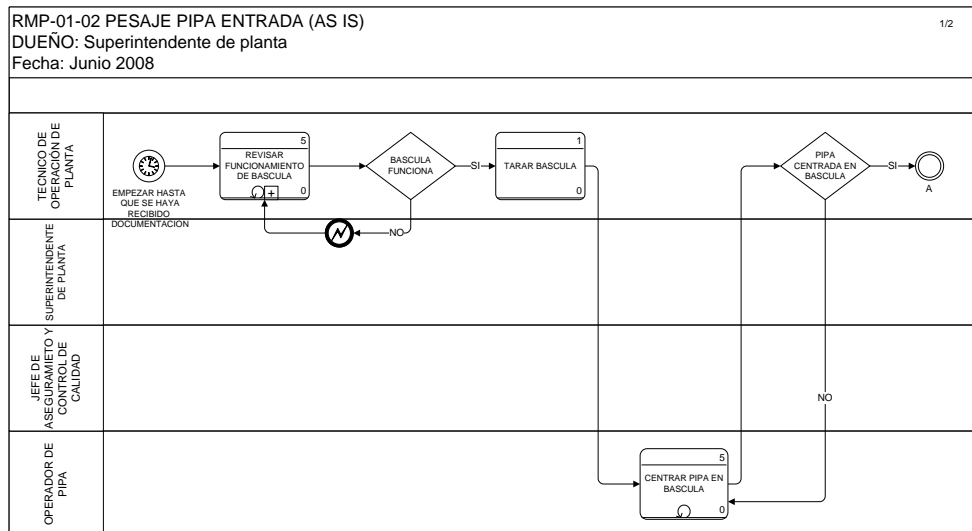 RMP-01-02 PESAJE PIPA ENTRADA (AS IS)
1/2
DUEÑO: Superintendente de planta
Fecha: Junio 2008
TECNICO DE
OPERACIÓN DE
PLANTA
EMPEZAR HASTA
QUE SE HAYA
RECIBIDO
DOCUMENTACION
5
REVISAR
FUNCIONAMIENTO
DE BASCULA
+
0
BASCULA
FUNCIONA
SI
NO
1
TARAR BASCULA
0
PIPA
CENTRADA EN
BASCULA
SI
A
NO
SUPERINTENDENTE
DE PLANTA
JEFE DE
ASEGURAMIETO Y
CONTROL DE
CALIDAD
OPERADOR DE
PIPA
5
CENTRAR PIPA EN
BASCULA
0